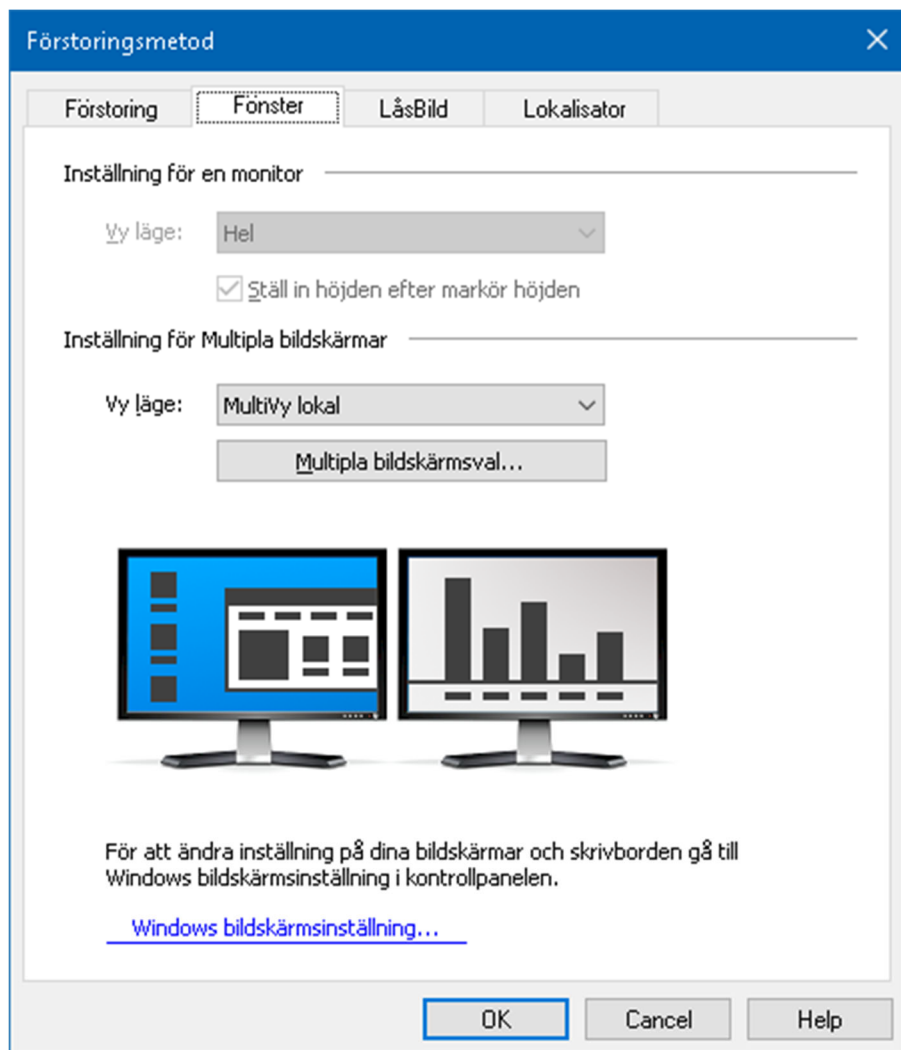 Förstoringsmetod
Förstoring Fönster LåsBild Lokalisator
Inställning för en monitor
Vy läge: Hel
Ställ in höjden efter markör höjden
Inställning för Multipla bildskärmar
Vy läge: MultiVy lokal
Multipla bildskärmsval...
För att ändra inställning på dina bildskärmar och skrivborden gå till
Windows bildskärmsinställning i kontrollpanelen.
Windows bildskärmsinställning...
OK Cancel Help